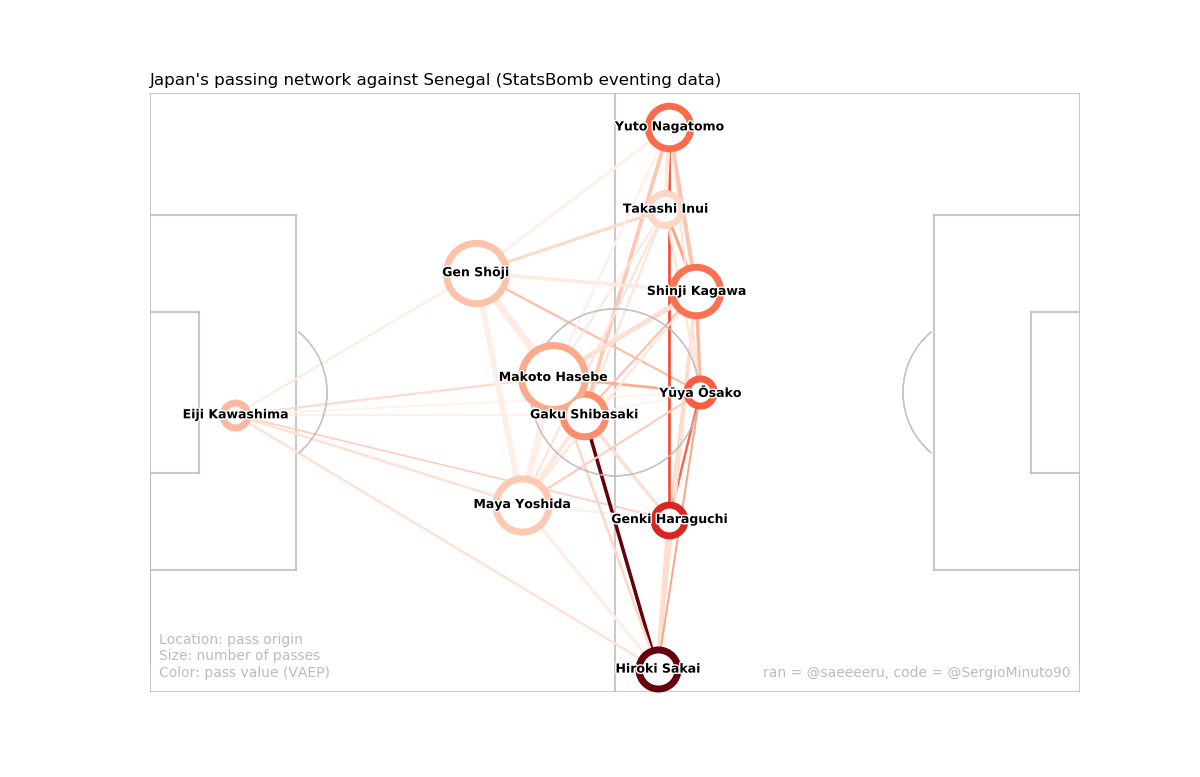 Japan's passing network against Senegal (StatsBomb eventing data)
Yuto Nagatomo
Takashi Inui
Gen Shōji
Shinji Kagawa
Makoto Hasebe
Yūya Ōsako
Eiji Kawashima
Gaku Shibasaki
Maya Yoshida
Genki Haraguchi
Hiroki Sakai
Location: pass origin
Size: number of passes
Color: pass value (VAEP)
ran = @saeeeeru, code = @SergioMinuto90